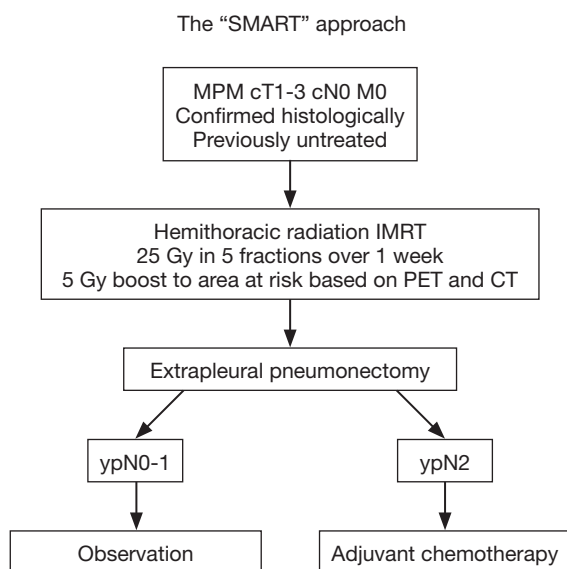 The “SMART” approach
MPM cT1-3 cN0 M0
Confirmed histologically
Previously untreated
Hemithoracic radiation IMRT
25 Gy in 5 fractions over 1 week
5 Gy boost to area at risk based on PET and CT
Extrapleural pneumonectomy
ypN0-1
ypN2
Observation
Adjuvant chemotherapy